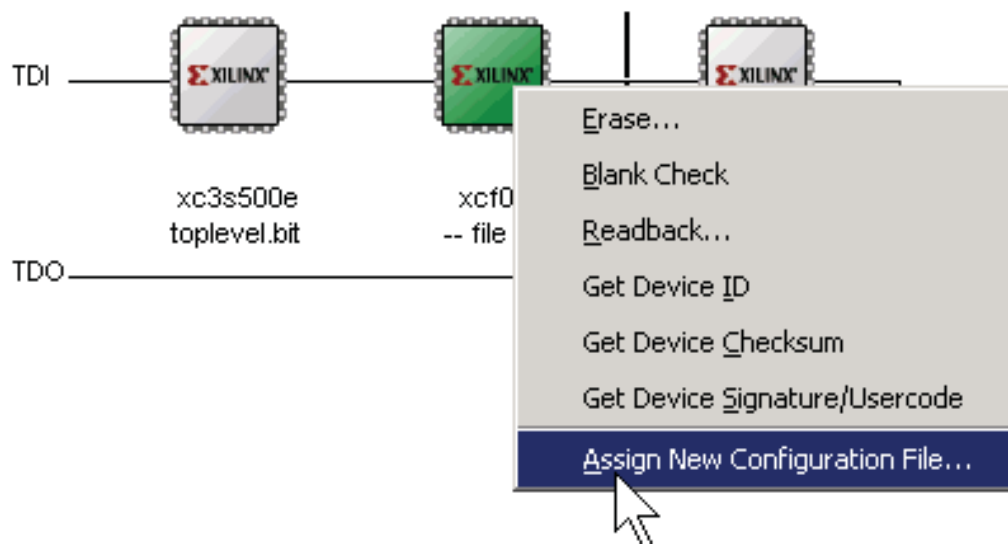 TDI
XILINX
XILINX
XILINX
xc3s500e
toplevel.bit
xcf0
-- file
TDO
Erase...
Blank Check
Readback...
Get Device ID
Get Device Checksum
Get Device Signature/Usercode
Assign New Configuration File...